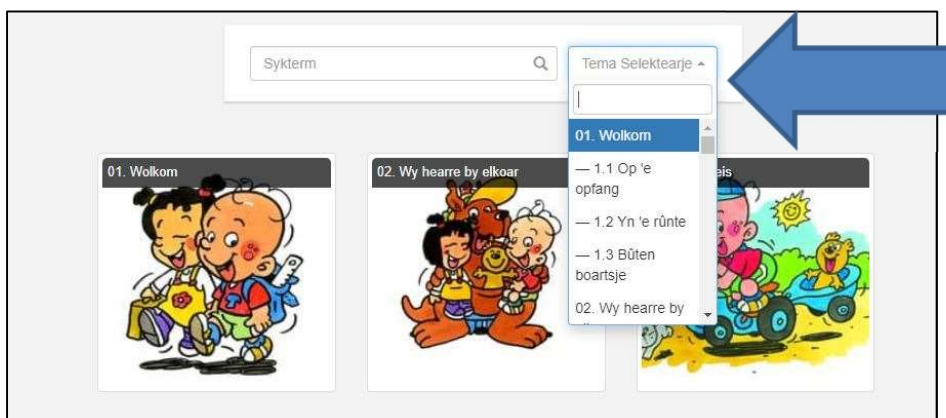 Sykterm
Tema Selektearje
01. Wolkom
— 1.1 Op 'e
opfang
— 1.2 Yn 'e rûnte
— 1.3 Bûten
boartsje
02. Wy hearre by
01. Wolkom
02. Wy hearre by elkoar